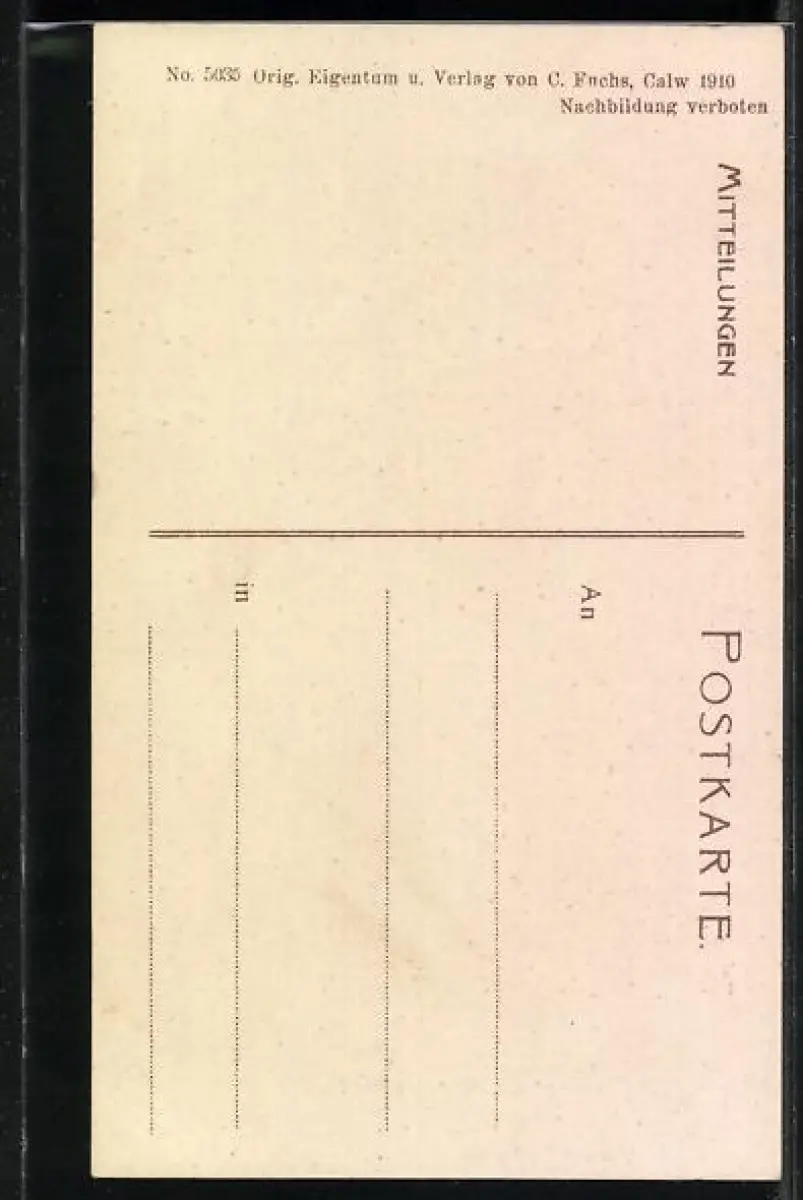 No. 5035 Orig. Eigentum u. Verlag von C. Fuchs, Calw 1910
Nachbildung verboten
MITTEILUNGEN
POSTKARTE.
An
in